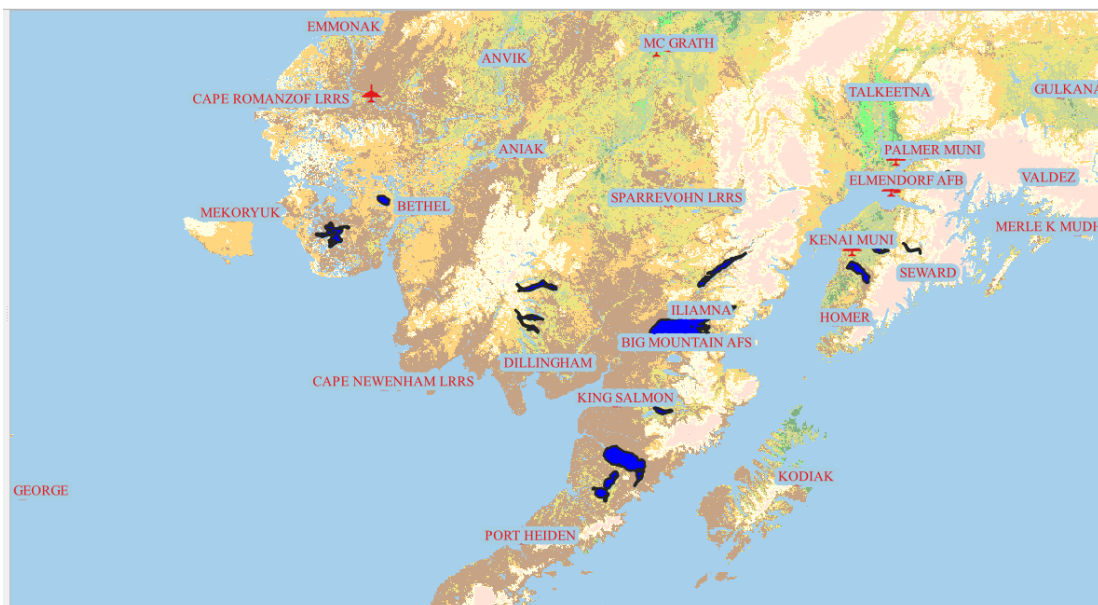 EMMONAK
MC GRATH
ANVIK
CAPE ROMANZOF LRRS
TALKEETNA
GULKANA
ANIAK
PALMER MUNI
ELMENDORF AFB
VALDEZ
SPARREVOHN LRRS
BETHEL
MEKORYUK
MERLE K MUDH
KENAI MUNI
SEWARD
ILIAMNA
HOMER
BIG MOUNTAIN AFS
DILLINGHAM
CAPE NEWENHAM LRRS
KING SALMON
KODIAK
GEORGE
PORT HEIDEN